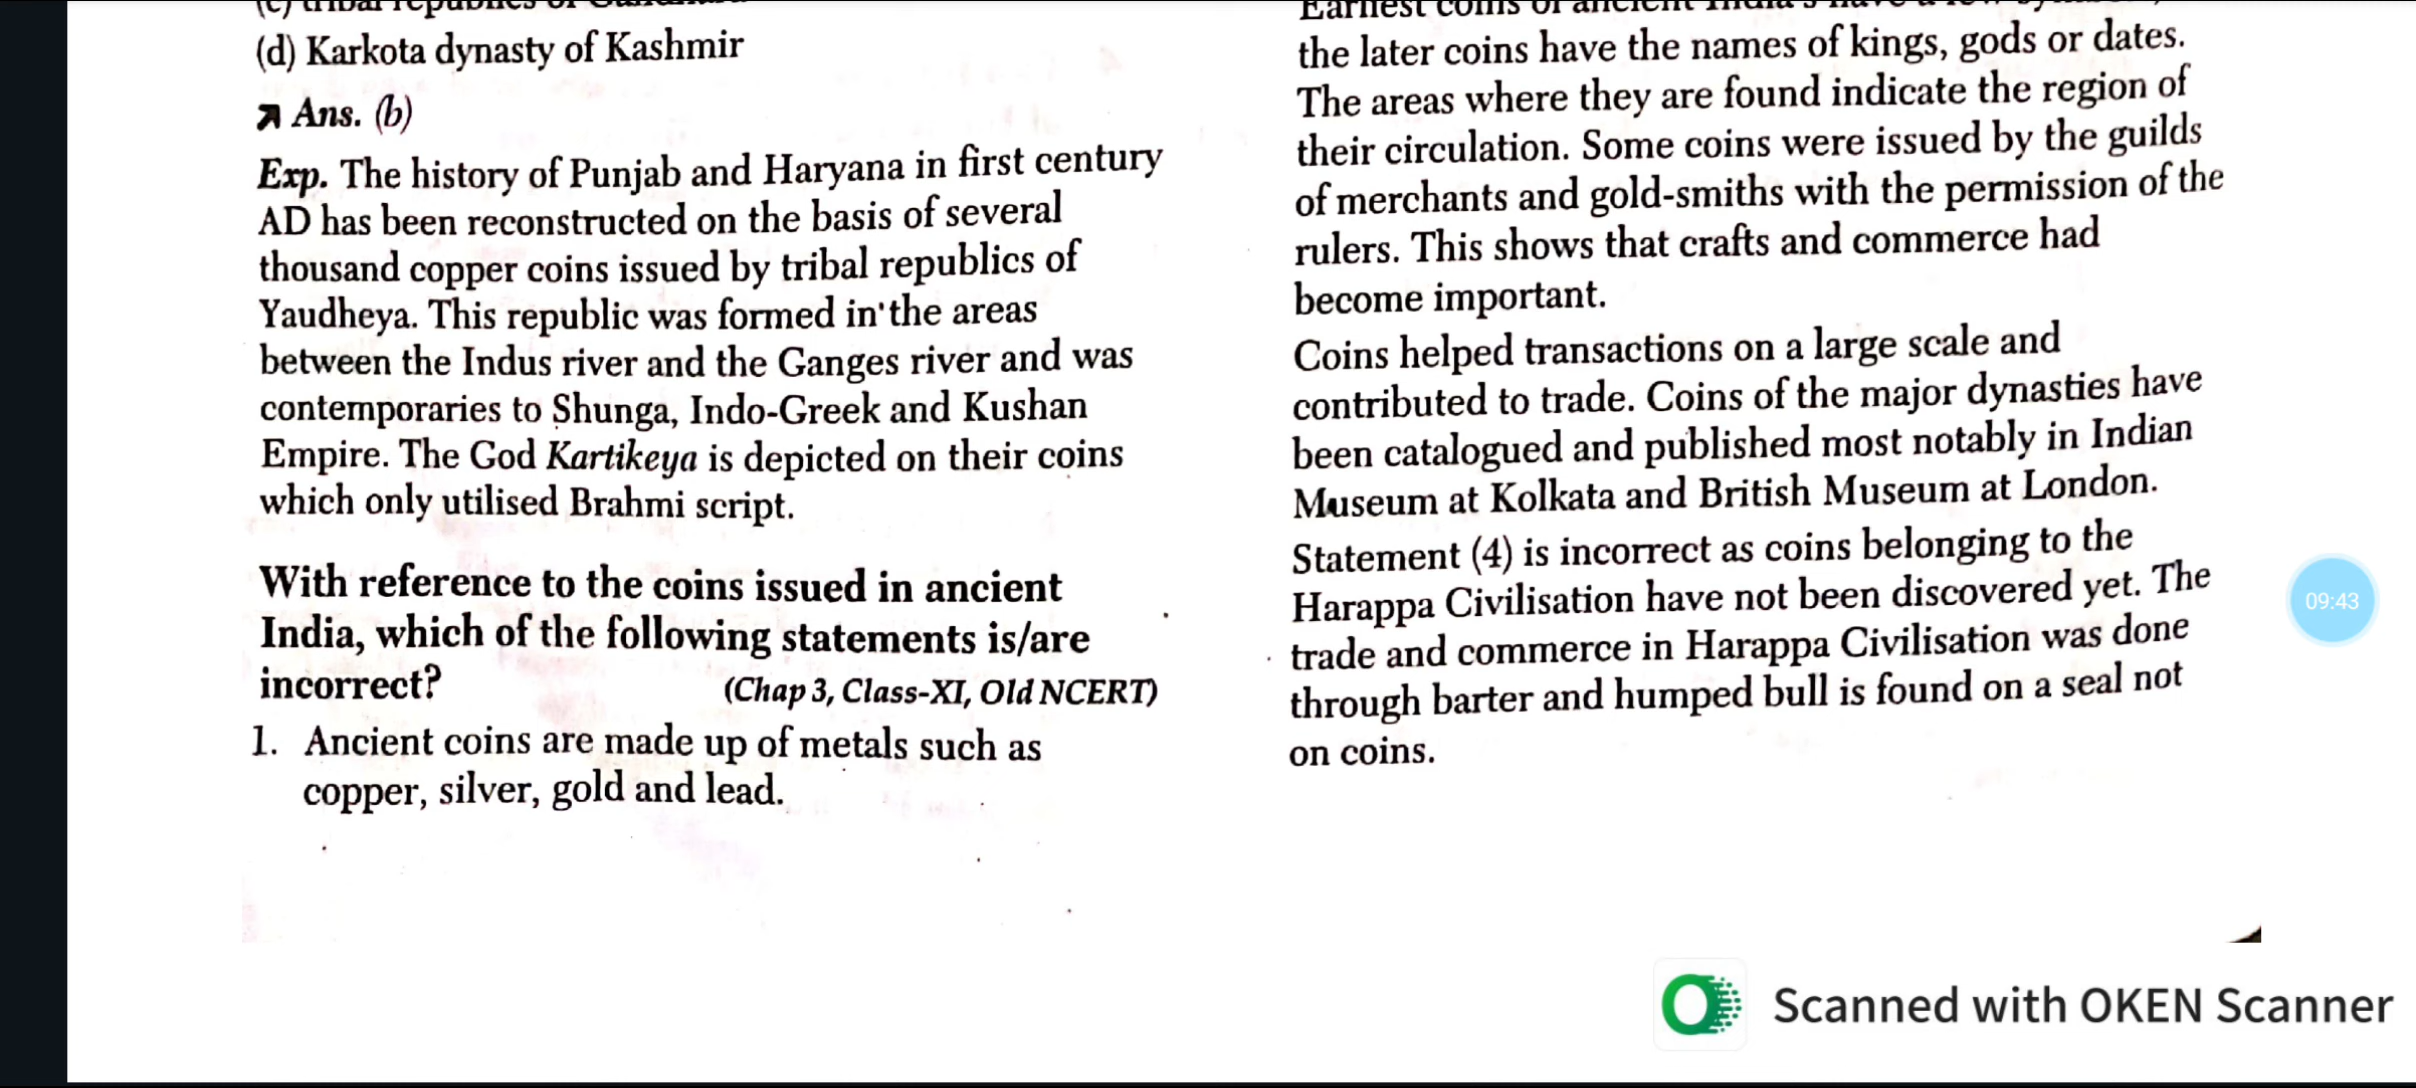 (c) tribal republics of
(d) Karkota dynasty of Kashmir
Ans. (b)
Exp. The history of Punjab and Haryana in first century
AD has been reconstructed on the basis of several
thousand copper coins issued by tribal republics of
Yaudheya. This republic was formed in the areas
between the Indus river and the Ganges river and was
contemporaries to Shunga, Indo-Greek and Kushan
Empire. The God Kartikeya is depicted on their coins
which only utilised Brahmi script.
With reference to the coins issued in ancient
India, which of the following statements is/are
incorrect? (Chap 3, Class-XI, Old NCERT)
1. Ancient coins are made up of metals such as
copper, silver, gold and lead.
the later coins have the names of kings, gods or dates.
The areas where they are found indicate the region of
their circulation. Some coins were issued by the guilds
of merchants and gold-smiths with the permission of the
rulers. This shows that crafts and commerce had
become important.
Coins helped transactions on a large scale and
contributed to trade. Coins of the major dynasties have
been catalogued and published most notably in Indian
Museum at Kolkata and British Museum at London.
Statement (4) is incorrect as coins belonging to the
Harappa Civilisation have not been discovered yet. The
trade and commerce in Harappa Civilisation was done
through barter and humped bull is found on a seal not
on coins.
09:43
Scanned with OKEN Scanner